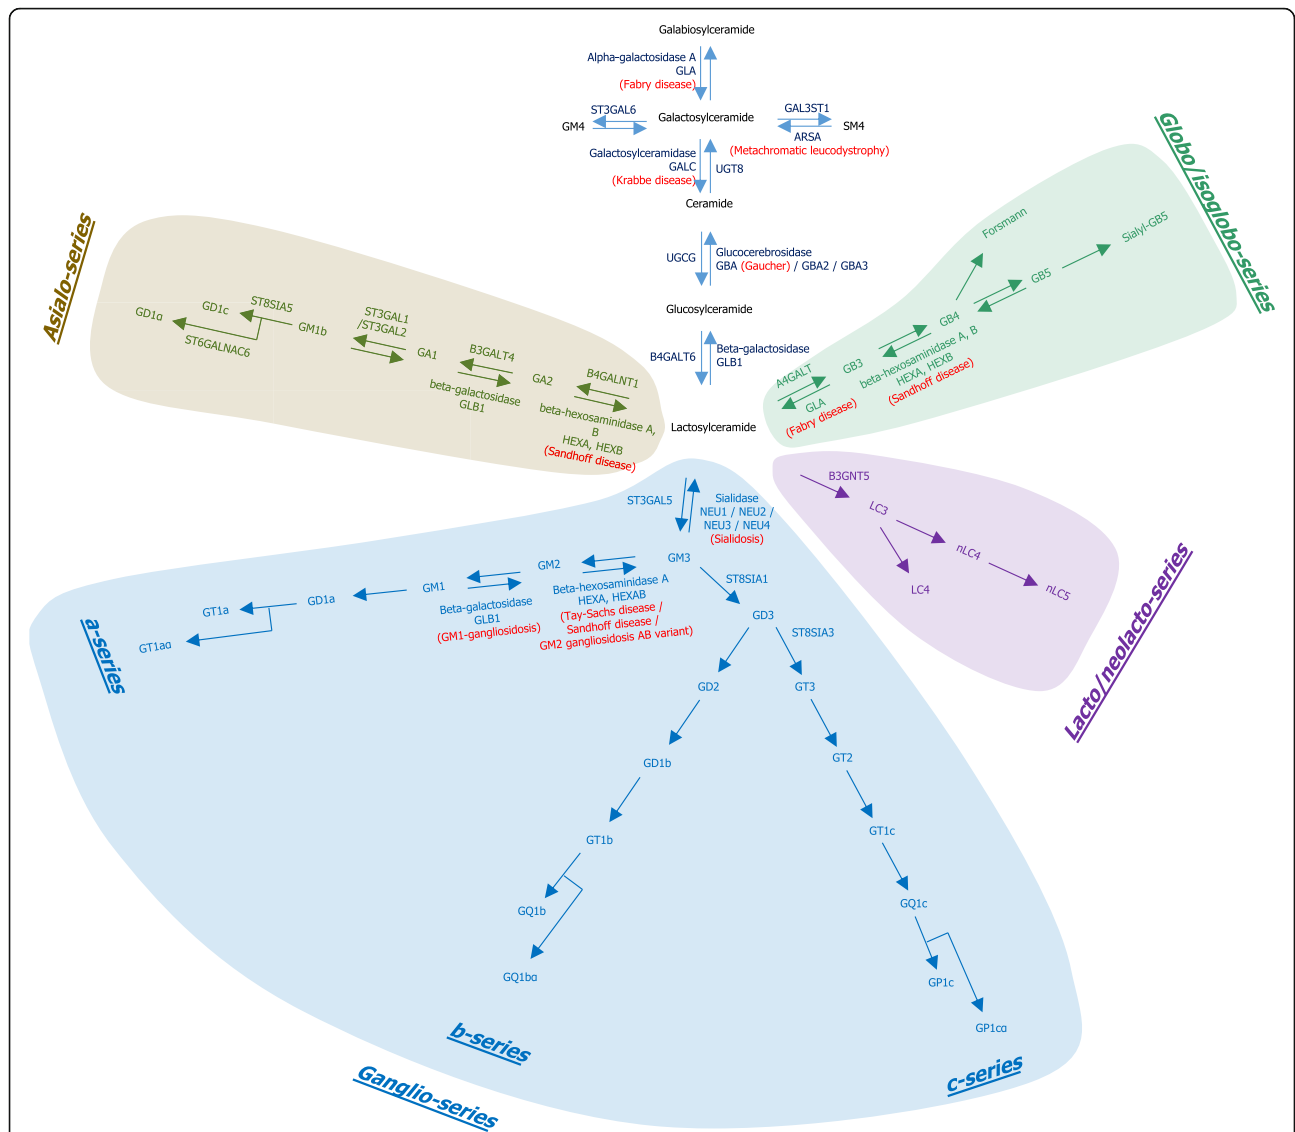 Galabiosylceramide
Alpha-galactosidase A
GLA
(Fabry disease)
ST3GAL6
GM4
Galactosylceramide
GAL3ST1
SM4
ARSA
(Metachromatic leucodystrophy)
Galactosylceramidase
GALC
(Krabbe disease)
UGT8
Ceramide
UGCG
Glucocerebrosidase
GBA (Gaucher) / GBA2 / GBA3
Glucosylceramide
B4GALT6
Beta-galactosidase
GLB1
Lactosylceramide
Asialo-series
GD1α
GD1c
ST8SIA5
ST6GALNAC6
GM1b
ST3GAL1
/ST3GAL2
GA1
B3GALT4
beta-galactosidase
GLB1
GA2
B4GALNT1
beta-hexosaminidase A,
B
HEXA, HEXB
(Sandhoff disease)
Globo/isoglobo-series
A4GALT
GLA
(Fabry disease)
GB3
beta-hexosaminidase A, B
HEXA, HEXB
(Sandhoff disease)
GB4
Forsmann
GB5
Sialyl-GB5
Lacto/neolacto-series
B3GNT5
LC3
LC4
nLC4
nLC5
ST3GAL5
Sialidase
NEU1 / NEU2 /
NEU3 / NEU4
(Sialidosis)
GM3
GM2
Beta-hexosaminidase A
HEXA, HEXAB
(Tay-Sachs disease /
Sandhoff disease /
GM2 gangliosidosis AB variant)
GM1
Beta-galactosidase
GLB1
(GM1-gangliosidosis)
GD1a
GT1a
GT1aα
a-series
ST8SIA1
GD3
ST8SIA3
GD2
GD1b
GT1b
GQ1b
GQ1bα
b-series
GT3
GT2
GT1c
GQ1c
GP1c
GP1cα
c-series
Ganglio-series